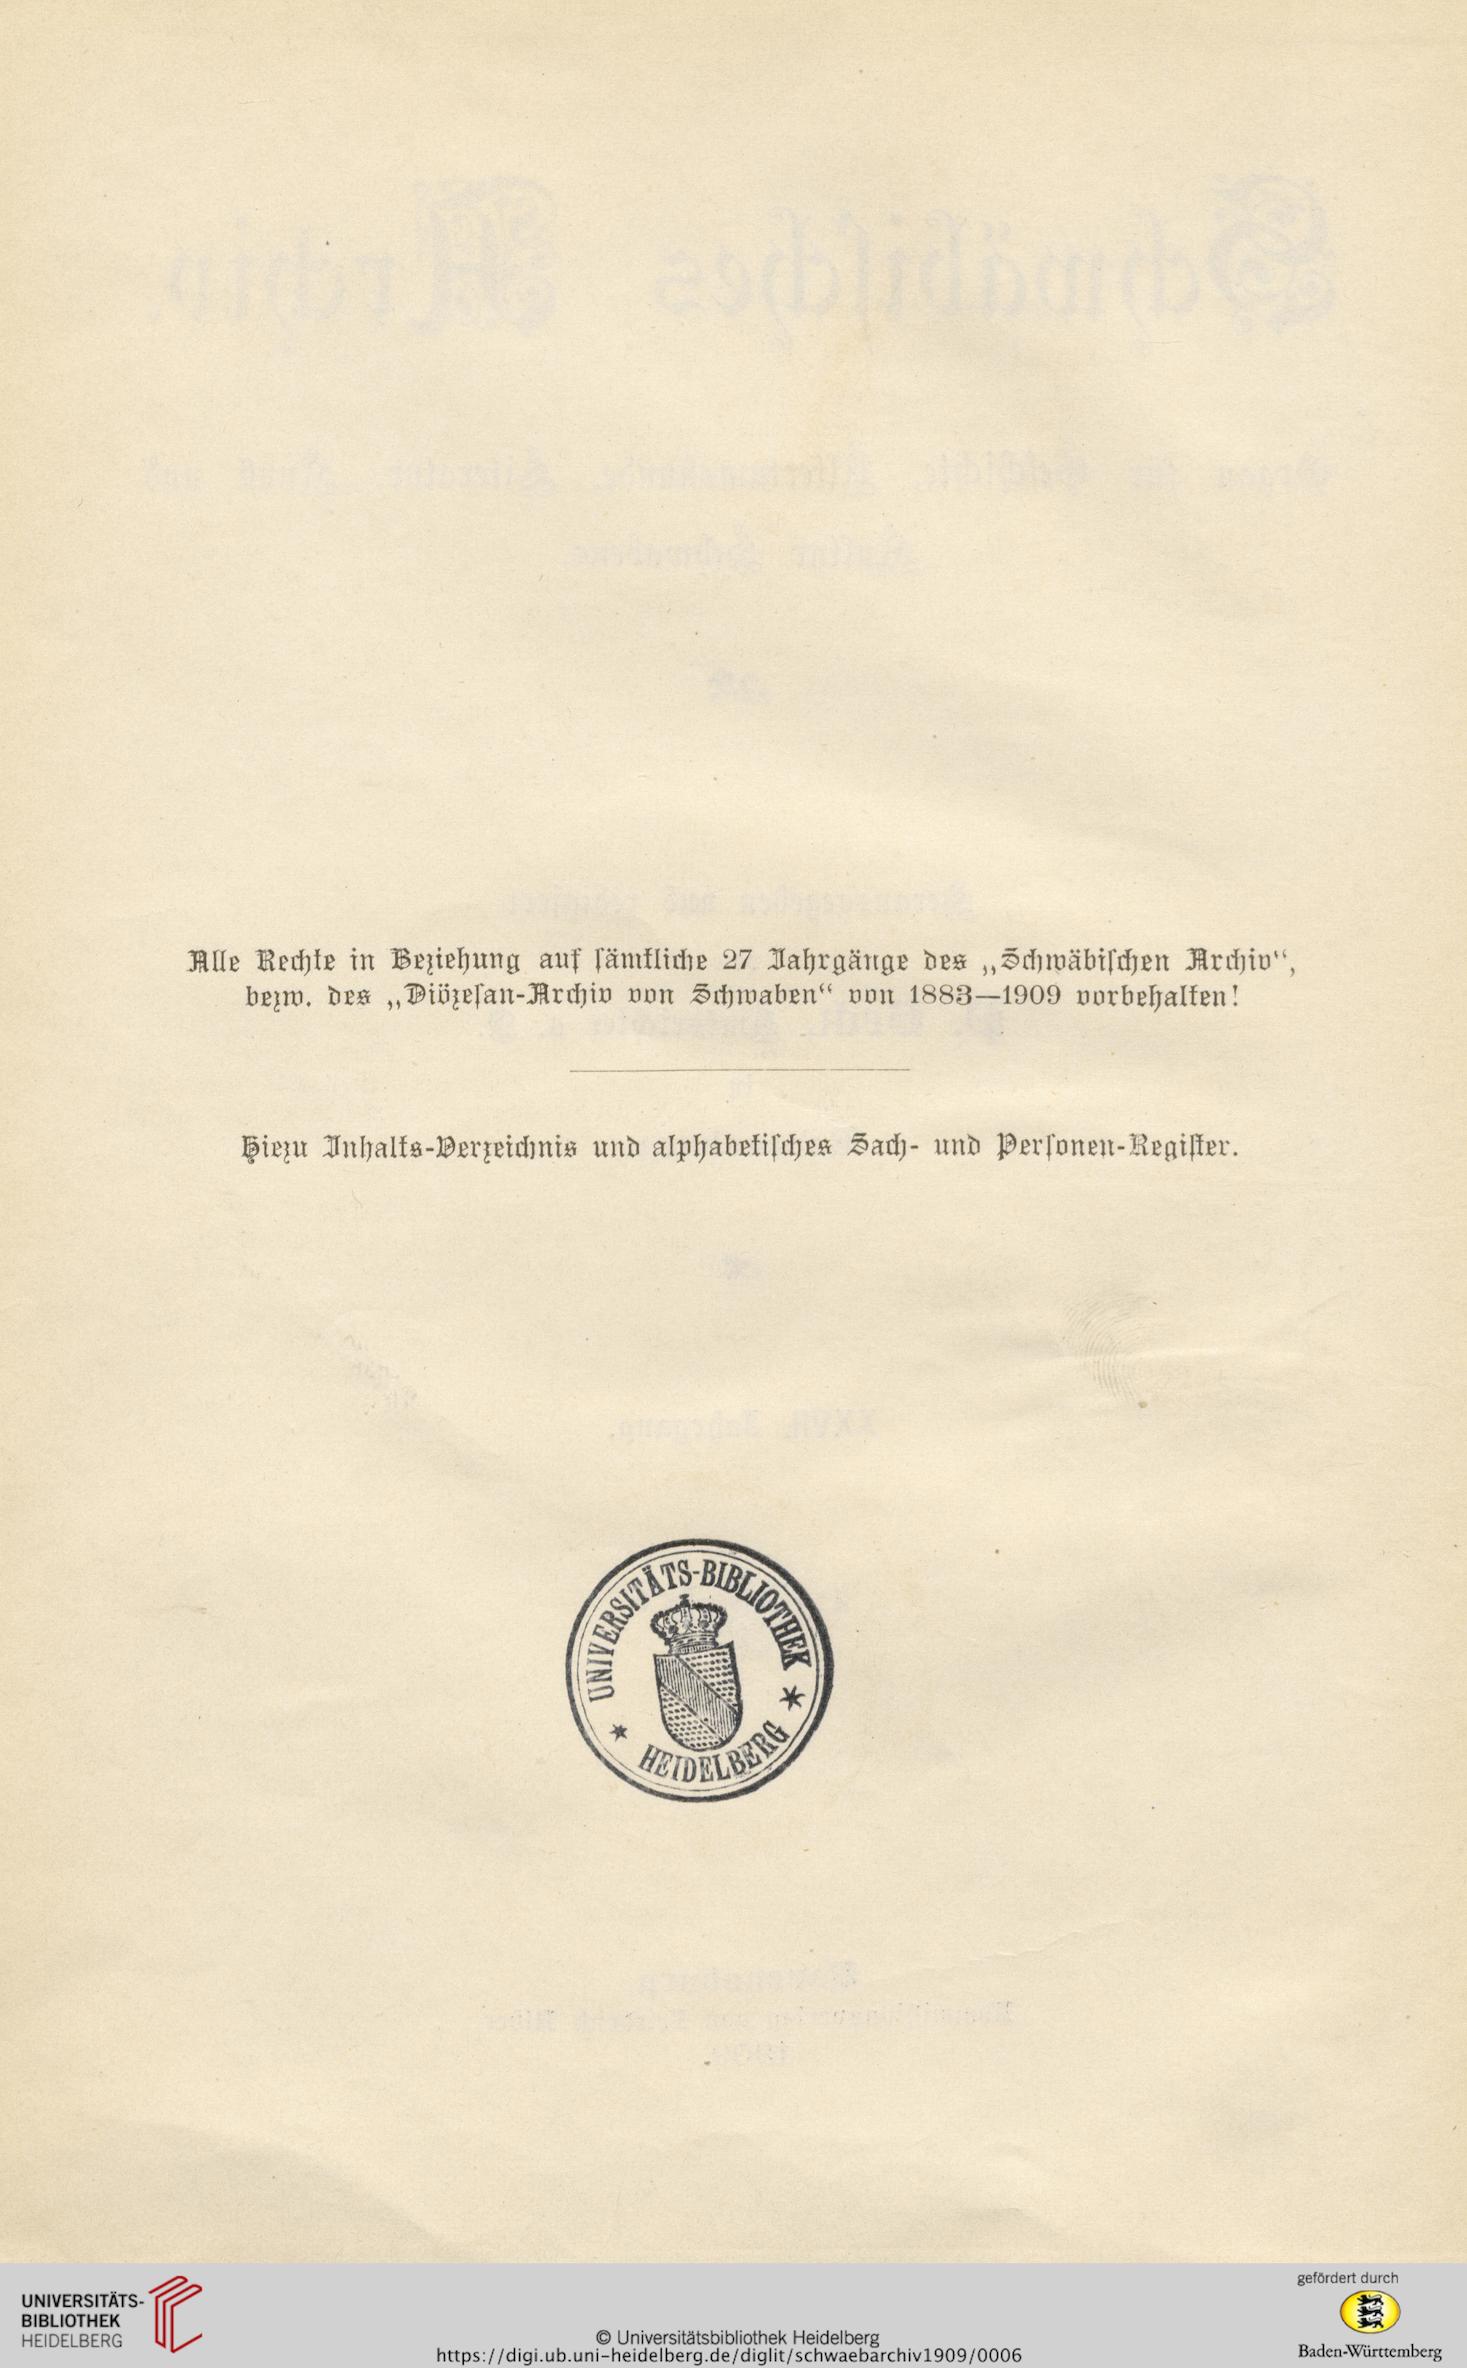 Alle Rechte in Beziehung auf sämtliche 27 Jahrgänge des „Schwäbischen Archiv“,
bezw. des „Diözesan-Archiv von Schwaben“ von 1883—1909 vorbehalten!
Hiezu Inhalts-Verzeichnis und alphabetisches Sach- und Personen-Register.
UNIVERSITÄTS-BIBLIOTHEK
* HEIDELBERG *
UNIVERSITÄTS-
BIBLIOTHEK
HEIDELBERG
© Universitätsbibliothek Heidelberg
https://digi.ub.uni-heidelberg.de/diglit/schwaebarchiv1909/0006
gefördert durch
Baden-Württemberg